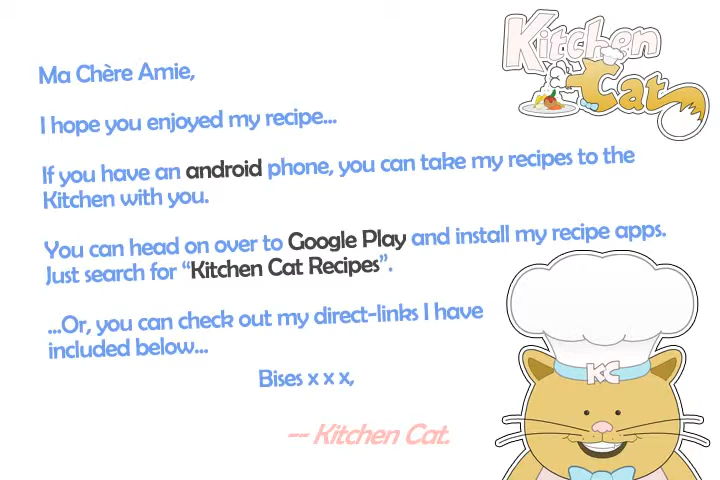 Kitchen
Cat
Ma Chère Amie,
I hope you enjoyed my recipe...
If you have an android phone, you can take my recipes to the
Kitchen with you.
You can head on over to Google Play and install my recipe apps.
Just search for “Kitchen Cat Recipes”.
...Or, you can check out my direct-links I have
included below...
Bises x x x,
-- Kitchen Cat.
KC